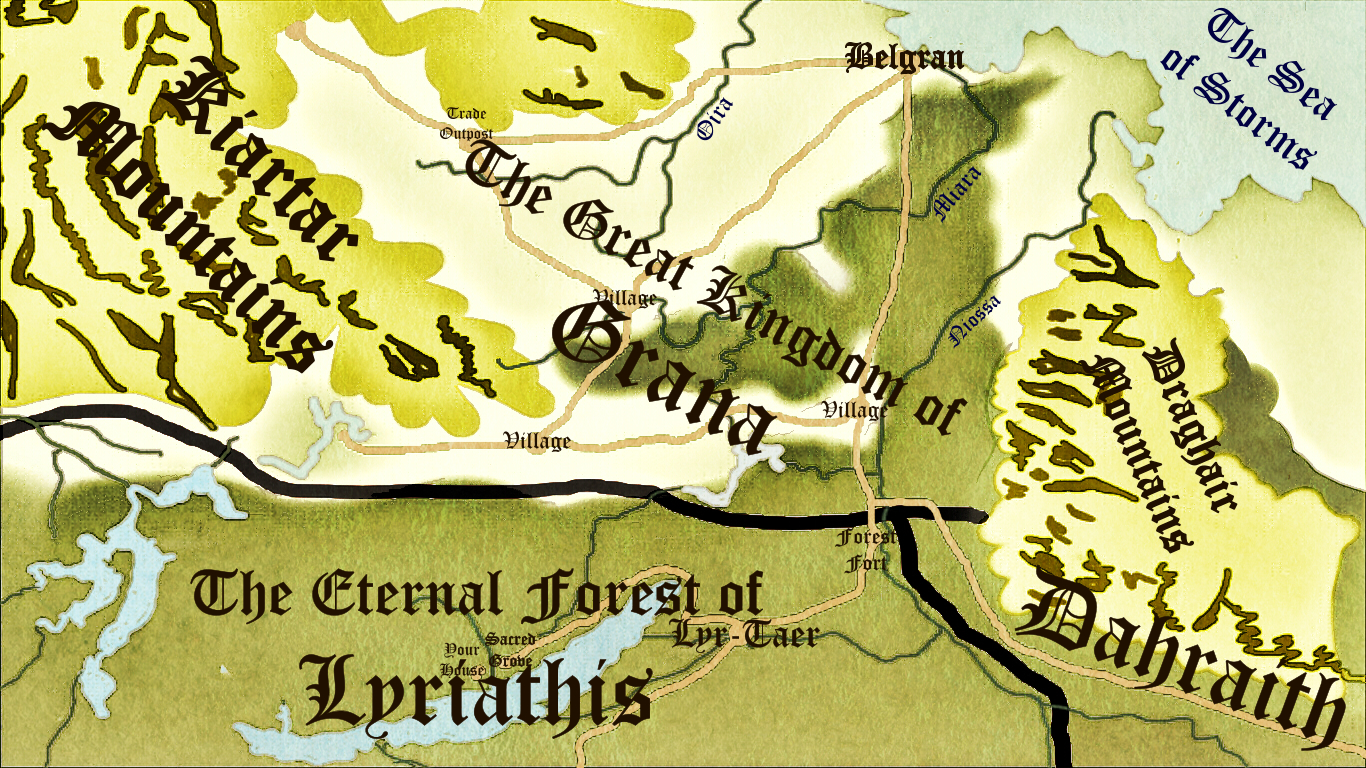 The Sea
of Storms
Belgran
Kiartar
Mountains
Trade
Outpost
Oira
The Great Kingdom of
Grana
Miara
Village
Niossa
Village
Village
Draghair
Mountains
Forest
Fort
The Eternal Forest of
Lyriathis
Lyr-Taer
Sacred
Grove
Your
House
Dahraith